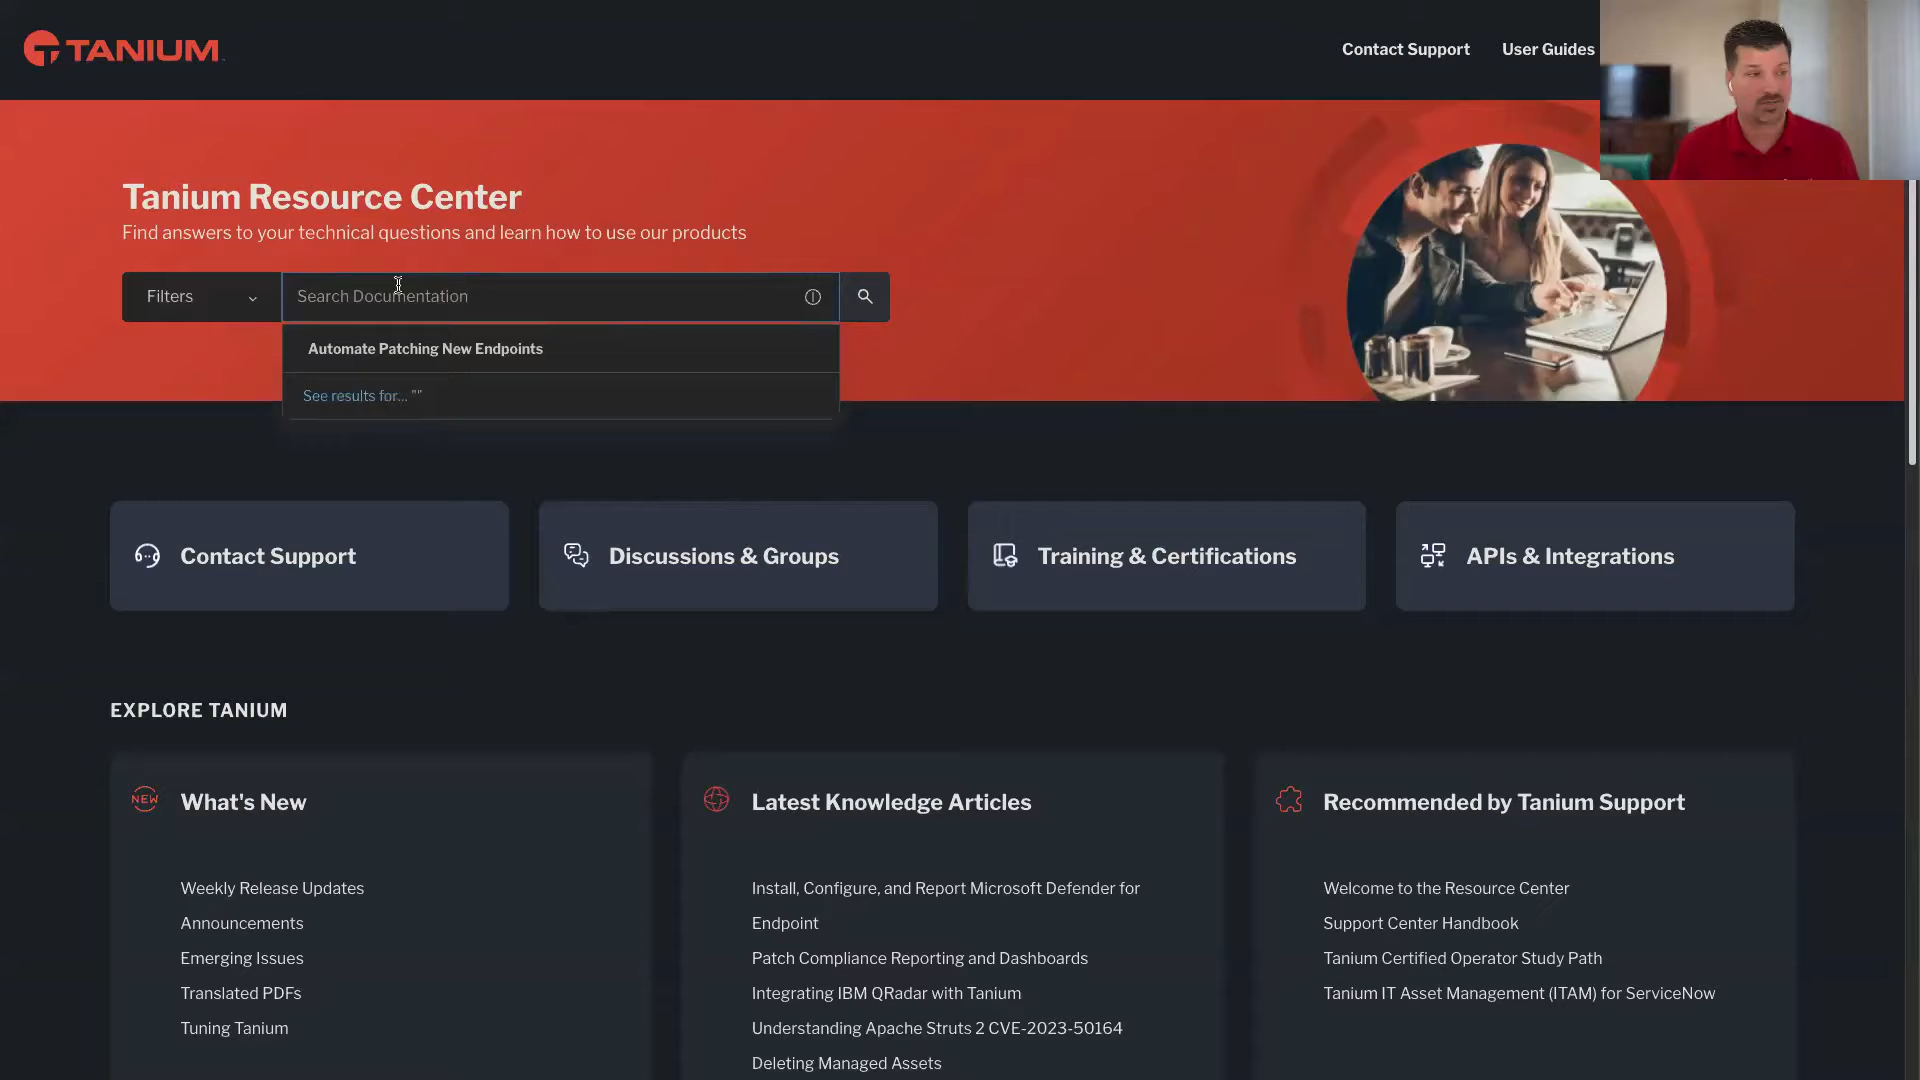 TANIUM
Contact Support
User Guides
Tanium Resource Center
Find answers to your technical questions and learn how to use our products
Filters
Search Documentation
Automate Patching New Endpoints
See results for... ""
Contact Support
Discussions & Groups
Training & Certifications
APIs & Integrations
EXPLORE TANIUM
NEW
What's New
Weekly Release Updates
Announcements
Emerging Issues
Translated PDFs
Tuning Tanium
Latest Knowledge Articles
Install, Configure, and Report Microsoft Defender for
Endpoint
Patch Compliance Reporting and Dashboards
Integrating IBM QRadar with Tanium
Understanding Apache Struts 2 CVE-2023-50164
Deleting Managed Assets
Recommended by Tanium Support
Welcome to the Resource Center
Support Center Handbook
Tanium Certified Operator Study Path
Tanium IT Asset Management (ITAM) for ServiceNow